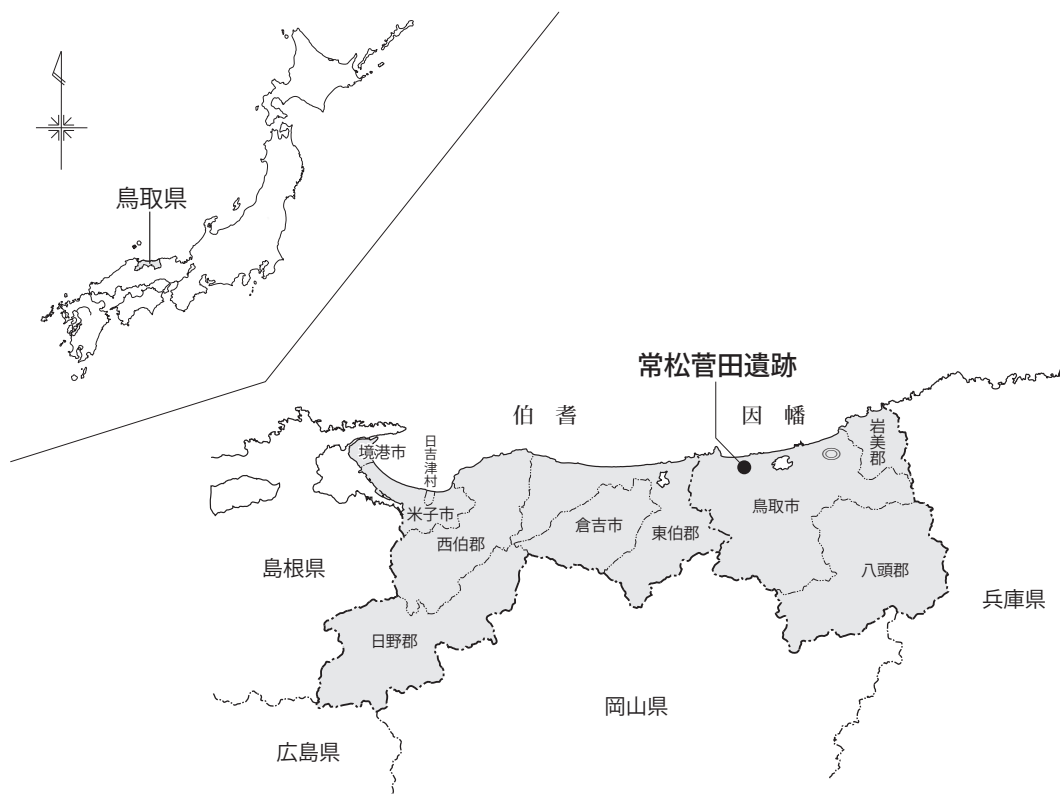 鳥取県
常松菅田遺跡
伯耆
因幡
境港市
日吉津村
岩美郡
米子市
西伯郡
倉吉市
東伯郡
鳥取市
八頭郡
島根県
兵庫県
日野郡
岡山県
広島県